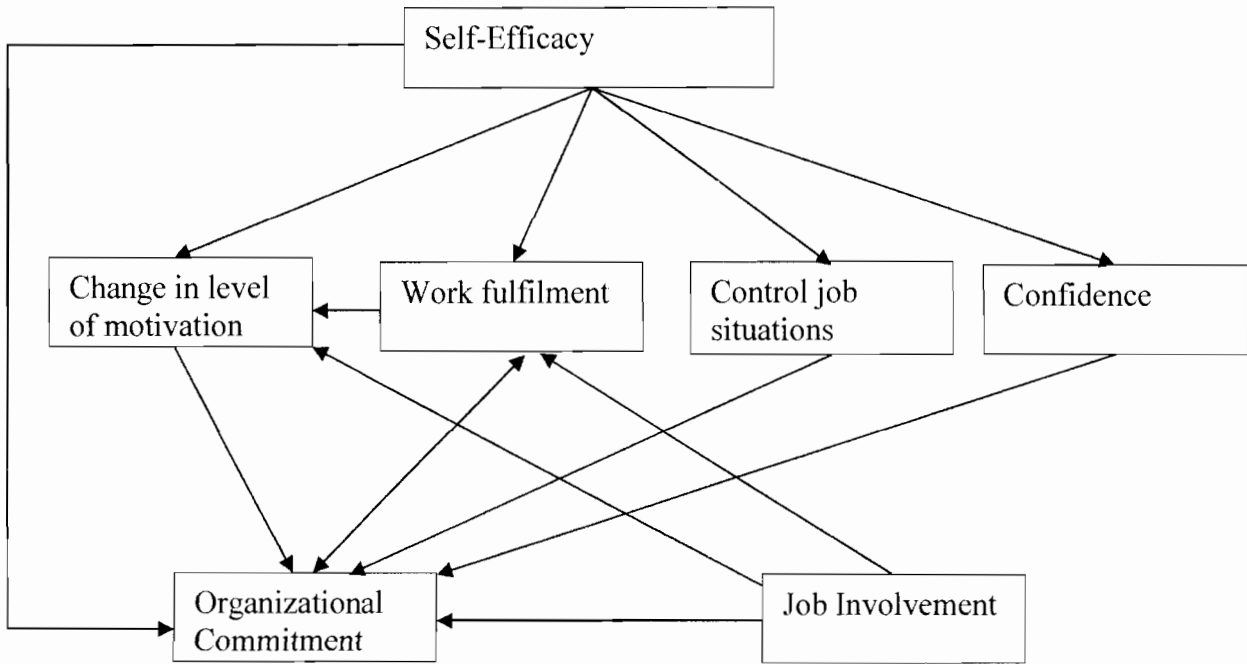 Self-Efficacy
Change in level
of motivation
Work fulfilment
Control job
situations
Confidence
Organizational
Commitment
Job Involvement